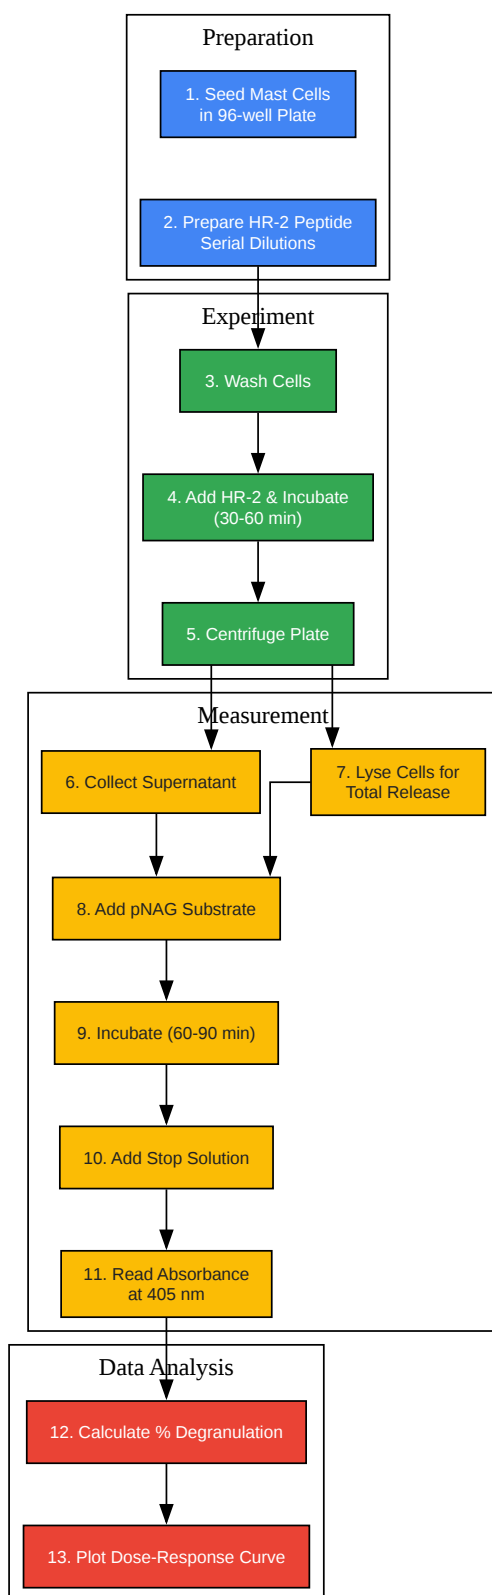 Preparation
1. Seed Mast Cells
in 96-well Plate
2. Prepare HR-2 Peptide
Serial Dilutions
Experiment
3. Wash Cells
4. Add HR-2 & Incubate
(30-60 min)
5. Centrifuge Plate
Measurement
6. Collect Supernatant
7. Lyse Cells for
Total Release
8. Add pNAG Substrate
9. Incubate (60-90 min)
10. Add Stop Solution
11. Read Absorbance
at 405 nm
Data Analysis
12. Calculate % Degranulation
13. Plot Dose-Response Curve